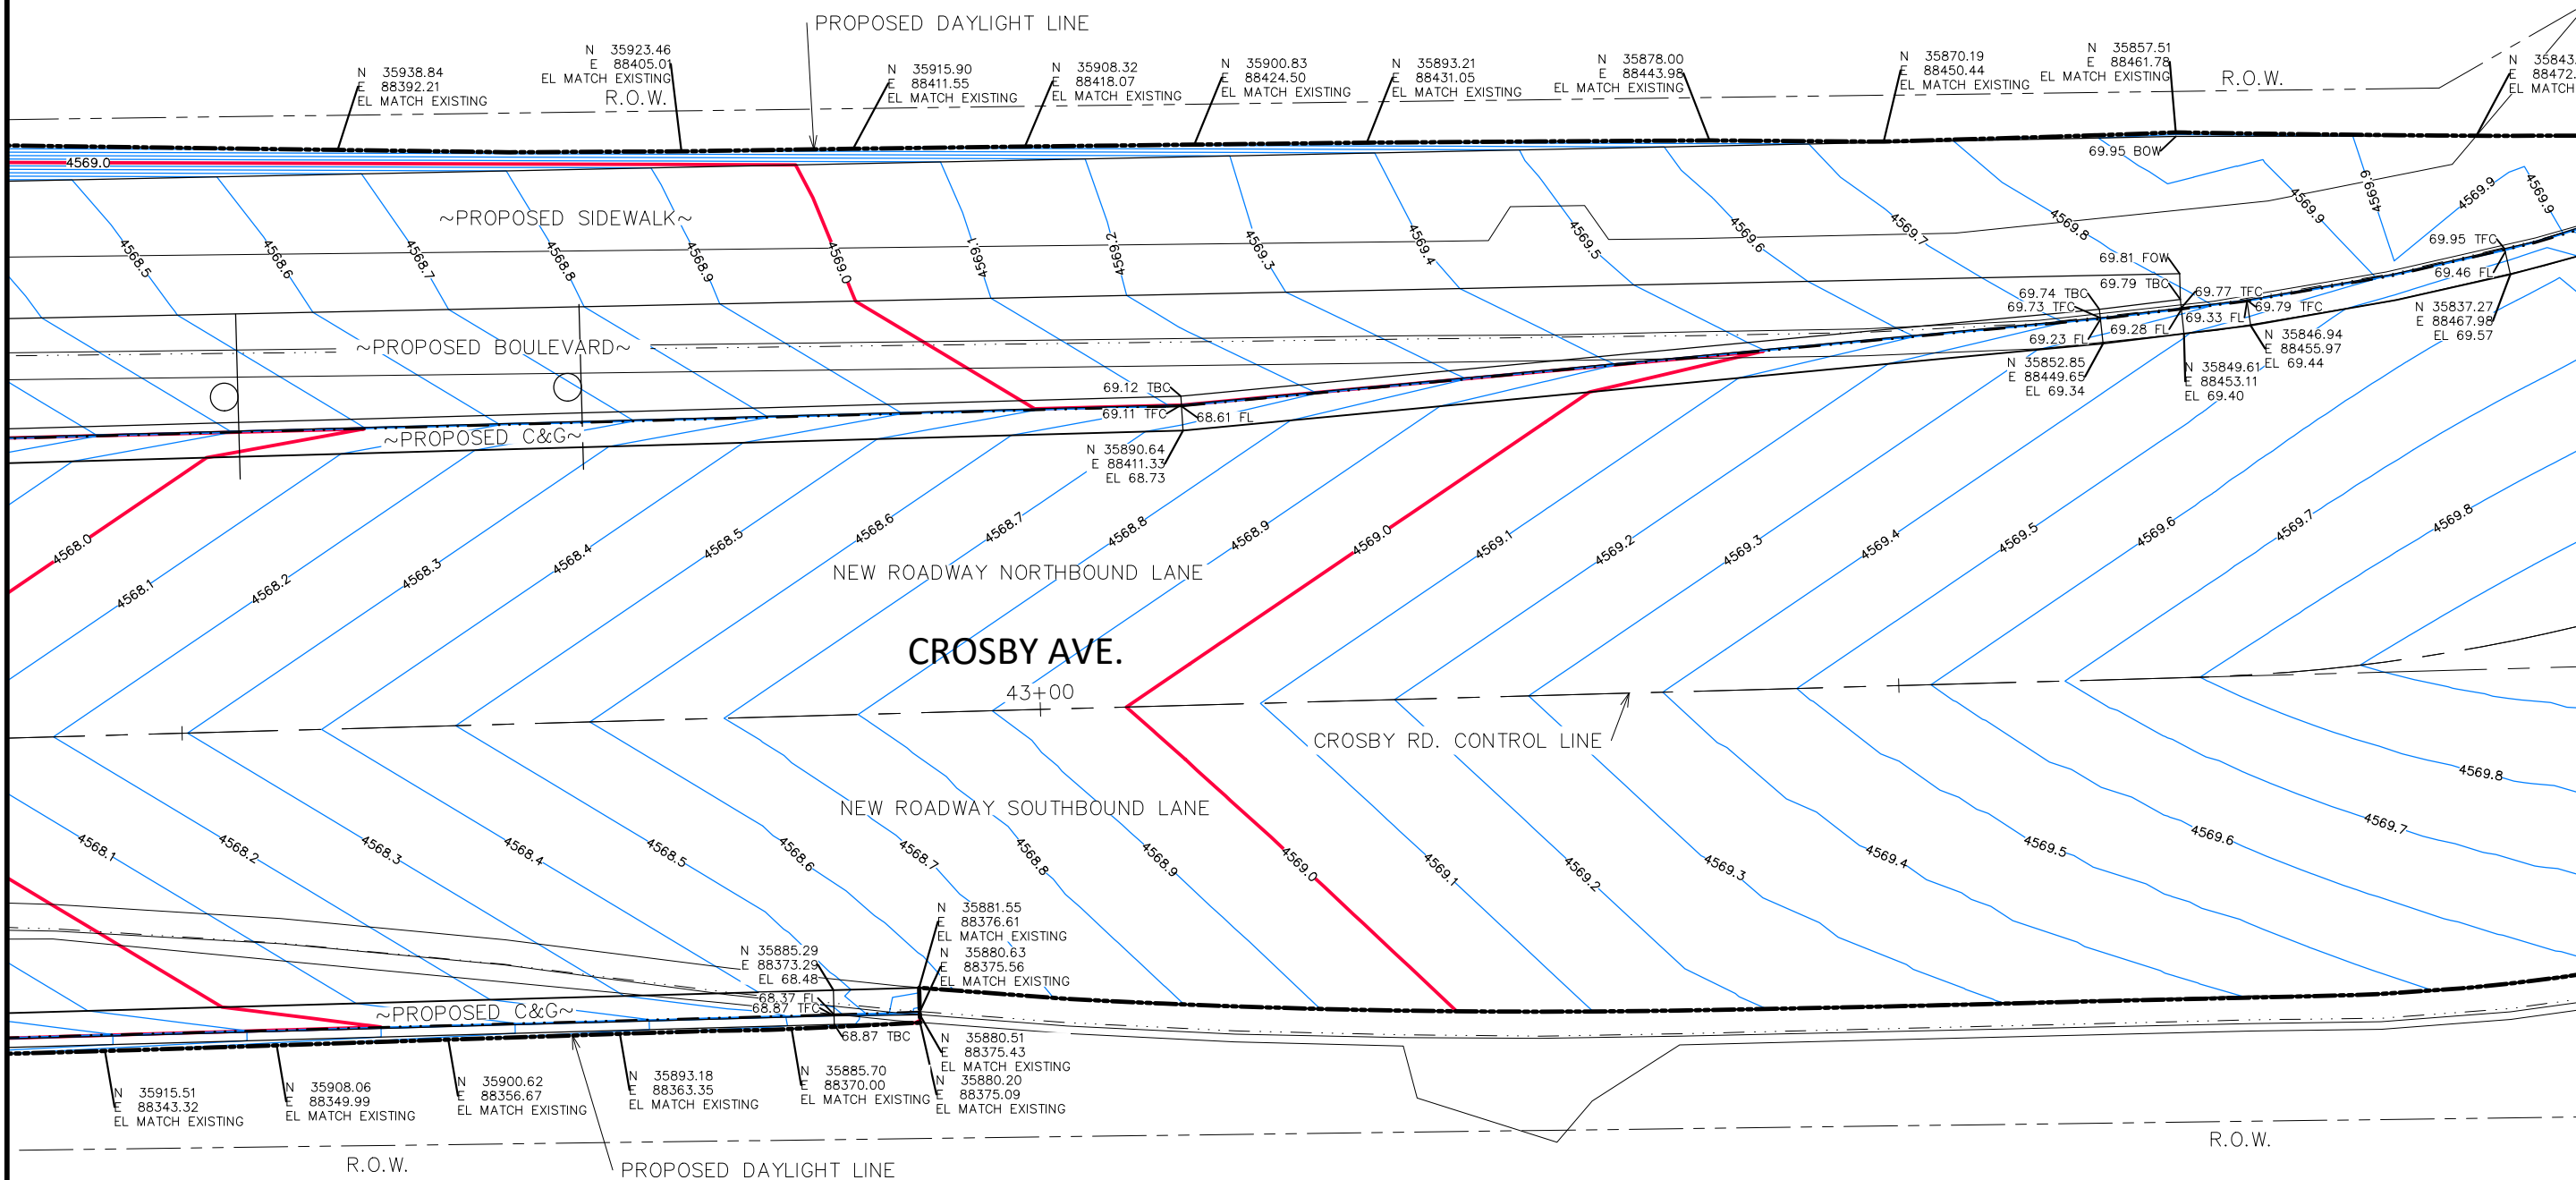 PROPOSED DAYLIGHT LINE
N 35938.84
E 88392.21
EL MATCH EXISTING
N 35923.46
E 88405.01
EL MATCH EXISTING
R.O.W.
N 35915.90
E 88411.55
EL MATCH EXISTING
N 35908.32
E 88418.07
EL MATCH EXISTING
N 35900.83
E 88424.50
EL MATCH EXISTING
N 35893.21
E 88431.05
EL MATCH EXISTING
N 35878.00
E 88443.98
EL MATCH EXISTING
N 35870.19
E 88450.44
EL MATCH EXISTING
N 35857.51
E 88461.78
EL MATCH EXISTING
R.O.W.
N 35843.
E 88472.
EL MATCH
4569.0
69.95 BOW
~PROPOSED SIDEWALK~
4568.5
4568.6
4568.7
4568.8
4568.9
4569.0
4569.1
4569.2
4569.3
4569.4
4569.5
4569.6
4569.7
4569.8
4569.9
4569.9
4569.9
4569.9
69.95 TFC
69.46 FL
69.81 FOW
69.79 TBC
69.77 TFC
69.74 TBC
69.73 TFC
69.79 TFC
69.33 FL
69.28 FL
69.23 FL
N 35837.27
E 88467.98
EL 69.57
N 35846.94
E 88455.97
EL 69.44
N 35849.61
E 88453.11
EL 69.40
N 35852.85
E 88449.65
EL 69.34
~PROPOSED BOULEVARD~
69.12 TBC
69.11 TFC
68.61 FL
~PROPOSED C&G~
N 35890.64
E 88411.33
EL 68.73
4568.0
4568.1
4568.2
4568.3
4568.4
4568.5
4568.6
4568.7
4568.8
4568.9
4569.0
4569.1
4569.2
4569.3
4569.4
4569.5
4569.6
4569.7
4569.8
NEW ROADWAY NORTHBOUND LANE
CROSBY AVE.
43+00
CROSBY RD. CONTROL LINE
NEW ROADWAY SOUTHBOUND LANE
4568.1
4568.2
4568.3
4568.4
4568.5
4568.6
4568.7
4568.8
4568.9
4569.0
4569.1
4569.2
4569.3
4569.4
4569.5
4569.6
4569.7
4569.8
N 35881.55
E 88376.61
EL MATCH EXISTING
N 35880.63
E 88375.56
EL MATCH EXISTING
N 35885.29
E 88373.29
EL 68.48
68.37 FL
68.87 TFC
~PROPOSED C&G~
68.87 TBC
N 35880.51
E 88375.43
EL MATCH EXISTING
N 35880.20
E 88375.09
EL MATCH EXISTING
N 35915.51
E 88343.32
EL MATCH EXISTING
N 35908.06
E 88349.99
EL MATCH EXISTING
N 35900.62
E 88356.67
EL MATCH EXISTING
N 35893.18
E 88363.35
EL MATCH EXISTING
N 35885.70
E 88370.00
EL MATCH EXISTING
R.O.W.
PROPOSED DAYLIGHT LINE
R.O.W.